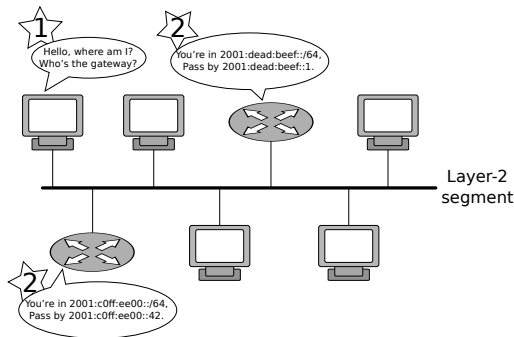 1
Hello, where am I?
Who's the gateway?
2
You're in 2001:dead:beef::/64,
Pass by 2001:dead:beef::1.
Layer-2
segment
2
You're in 2001:c0ff:ee00::/64,
Pass by 2001:c0ff:ee00::42.